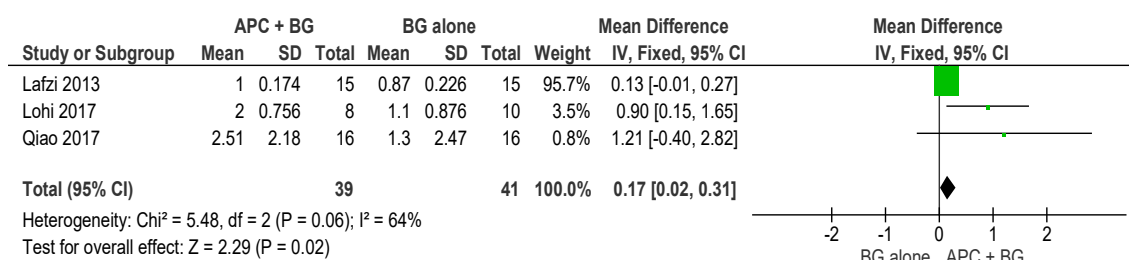 APC + BG BG alone Mean Difference Mean Difference
Study or Subgroup Mean SD Total Mean SD Total Weight IV, Fixed, 95% CI IV, Fixed, 95% CI
Lafzi 2013 1 0.174 15 0.87 0.226 15 95.7% 0.13 [-0.01, 0.27]
Lohi 2017 2 0.756 8 1.1 0.876 10 3.5% 0.90 [0.15, 1.65]
Qiao 2017 2.51 2.18 16 1.3 2.47 16 0.8% 1.21 [-0.40, 2.82]
Total (95% CI) 39 41 100.0% 0.17 [0.02, 0.31]
Heterogeneity: Chi² = 5.48, df = 2 (P = 0.06); I² = 64%
Test for overall effect: Z = 2.29 (P = 0.02)
-2 -1 0 1 2
BG alone APC + BG